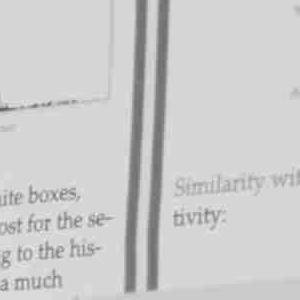 ite boxes,
ost for the se-
g to the his-
a much
Similarity wit
tivity: